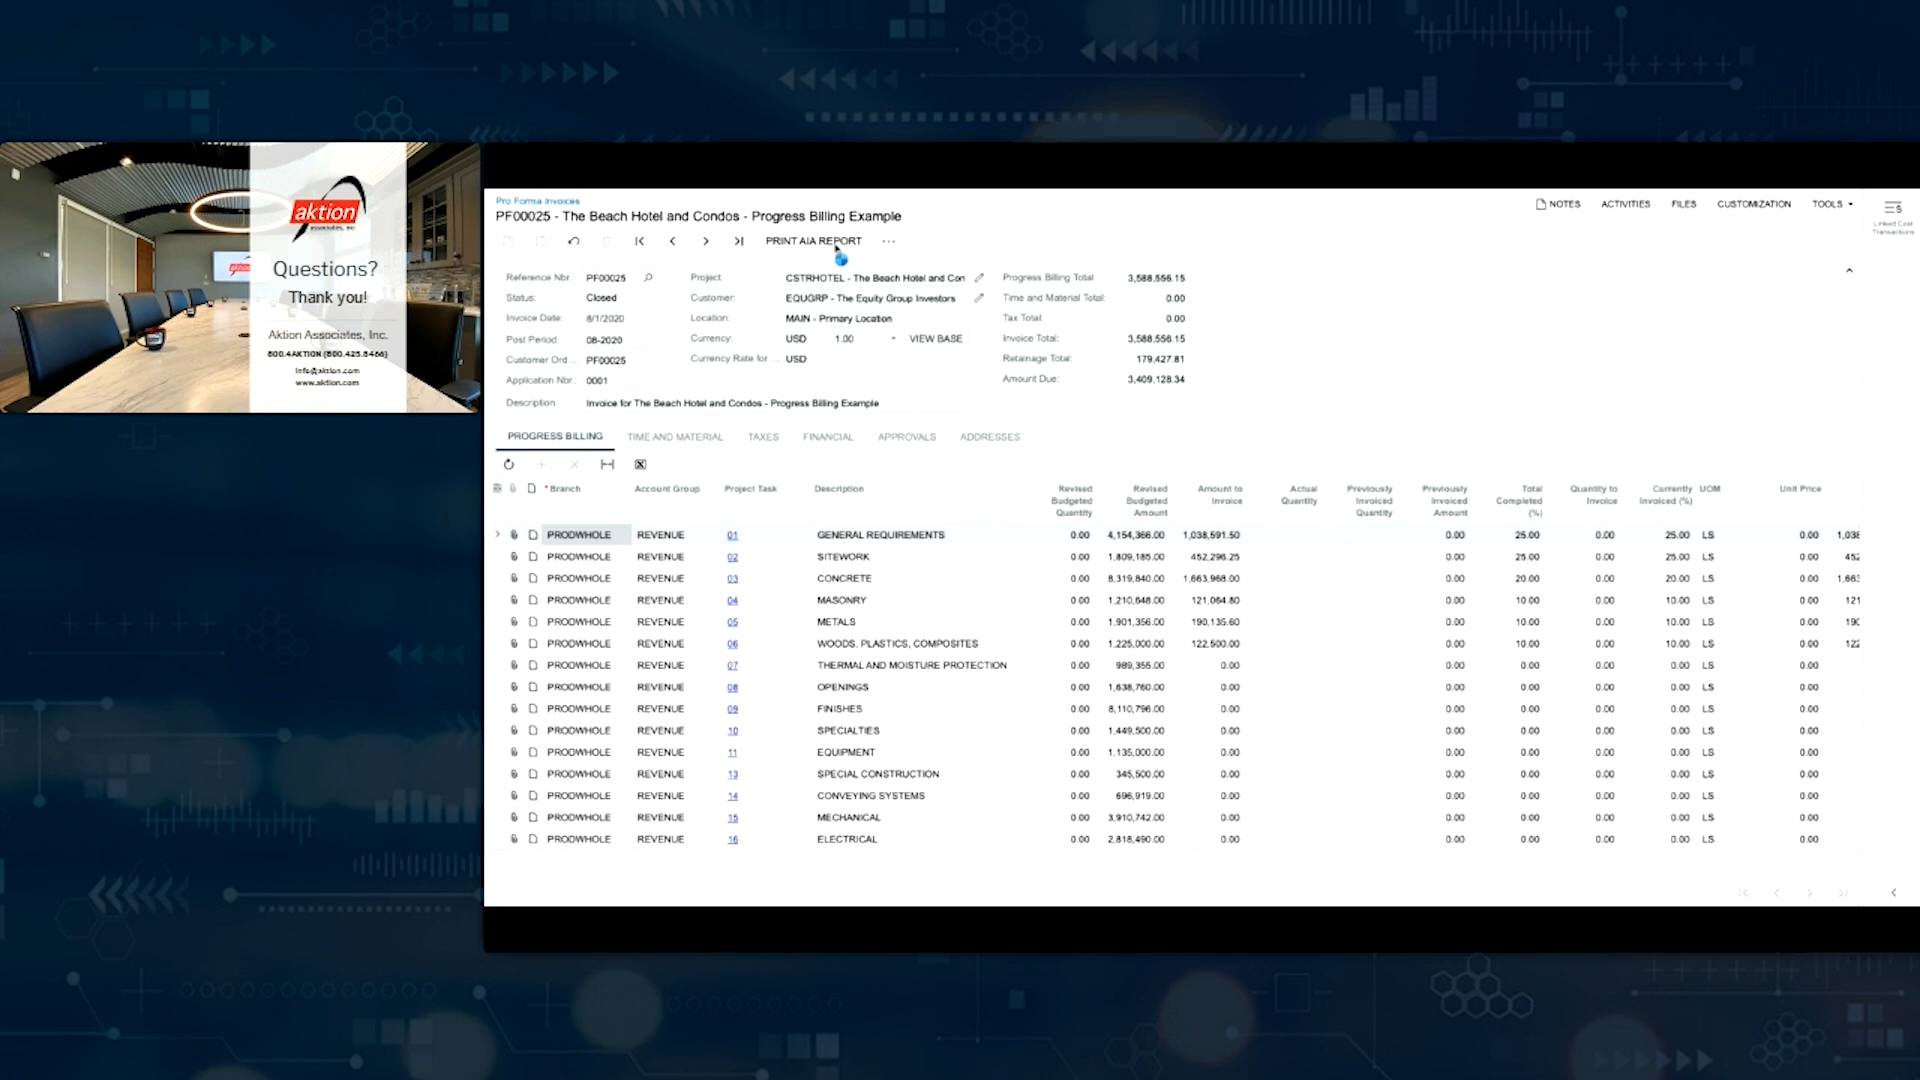 aktion
associates, inc.
Questions?
Thank you!
Aktion Associates, Inc.
800.4AKTION (800.425.8466)
info@aktion.com
www.aktion.com
Pro Forma Invoices
PF00025 - The Beach Hotel and Condos - Progress Billing Example
NOTES ACTIVITIES FILES CUSTOMIZATION TOOLS
Linked Cost Transactions
PRINT AIA REPORT ...
Reference Nbr.: PF00025 Project: CSTRHOTEL - The Beach Hotel and Con Progress Billing Total: 3,588,556.15
Status: Closed Customer: EQUGRP - The Equity Group Investors Time and Material Total: 0.00
Invoice Date: 8/1/2020 Location: MAIN - Primary Location Tax Total: 0.00
Post Period: 08-2020 Currency: USD 1.00 VIEW BASE Invoice Total: 3,588,556.15
Customer Ord... PF00025 Currency Rate for ... USD Retainage Total: 179,427.81
Application Nbr.: 0001 Amount Due: 3,409,128.34
Description: Invoice for The Beach Hotel and Condos - Progress Billing Example
PROGRESS BILLING TIME AND MATERIAL TAXES FINANCIAL APPROVALS ADDRESSES
* Branch Account Group Project Task Description Revised Budgeted Quantity Revised Budgeted Amount Amount to Invoice Actual Quantity Previously Invoiced Quantity Previously Invoiced Amount Total Completed (%) Quantity to Invoice Currently Invoiced (%) UOM Unit Price
PRODWHOLE REVENUE 01 GENERAL REQUIREMENTS 0.00 4,154,366.00 1,038,591.50 0.00 25.00 0.00 25.00 LS 0.00 1,038
PRODWHOLE REVENUE 02 SITEWORK 0.00 1,809,185.00 452,296.25 0.00 25.00 0.00 25.00 LS 0.00 452
PRODWHOLE REVENUE 03 CONCRETE 0.00 8,319,840.00 1,663,968.00 0.00 20.00 0.00 20.00 LS 0.00 1,663
PRODWHOLE REVENUE 04 MASONRY 0.00 1,210,648.00 121,064.80 0.00 10.00 0.00 10.00 LS 0.00 121
PRODWHOLE REVENUE 05 METALS 0.00 1,901,356.00 190,135.60 0.00 10.00 0.00 10.00 LS 0.00 190
PRODWHOLE REVENUE 06 WOODS, PLASTICS, COMPOSITES 0.00 1,225,000.00 122,500.00 0.00 10.00 0.00 10.00 LS 0.00 122
PRODWHOLE REVENUE 07 THERMAL AND MOISTURE PROTECTION 0.00 989,355.00 0.00 0.00 0.00 0.00 0.00 LS 0.00
PRODWHOLE REVENUE 08 OPENINGS 0.00 1,638,760.00 0.00 0.00 0.00 0.00 0.00 LS 0.00
PRODWHOLE REVENUE 09 FINISHES 0.00 8,110,796.00 0.00 0.00 0.00 0.00 0.00 LS 0.00
PRODWHOLE REVENUE 10 SPECIALTIES 0.00 1,449,500.00 0.00 0.00 0.00 0.00 0.00 LS 0.00
PRODWHOLE REVENUE 11 EQUIPMENT 0.00 1,135,000.00 0.00 0.00 0.00 0.00 0.00 LS 0.00
PRODWHOLE REVENUE 13 SPECIAL CONSTRUCTION 0.00 345,500.00 0.00 0.00 0.00 0.00 0.00 LS 0.00
PRODWHOLE REVENUE 14 CONVEYING SYSTEMS 0.00 696,919.00 0.00 0.00 0.00 0.00 0.00 LS 0.00
PRODWHOLE REVENUE 15 MECHANICAL 0.00 3,910,742.00 0.00 0.00 0.00 0.00 0.00 LS 0.00
PRODWHOLE REVENUE 16 ELECTRICAL 0.00 2,818,490.00 0.00 0.00 0.00 0.00 0.00 LS 0.00